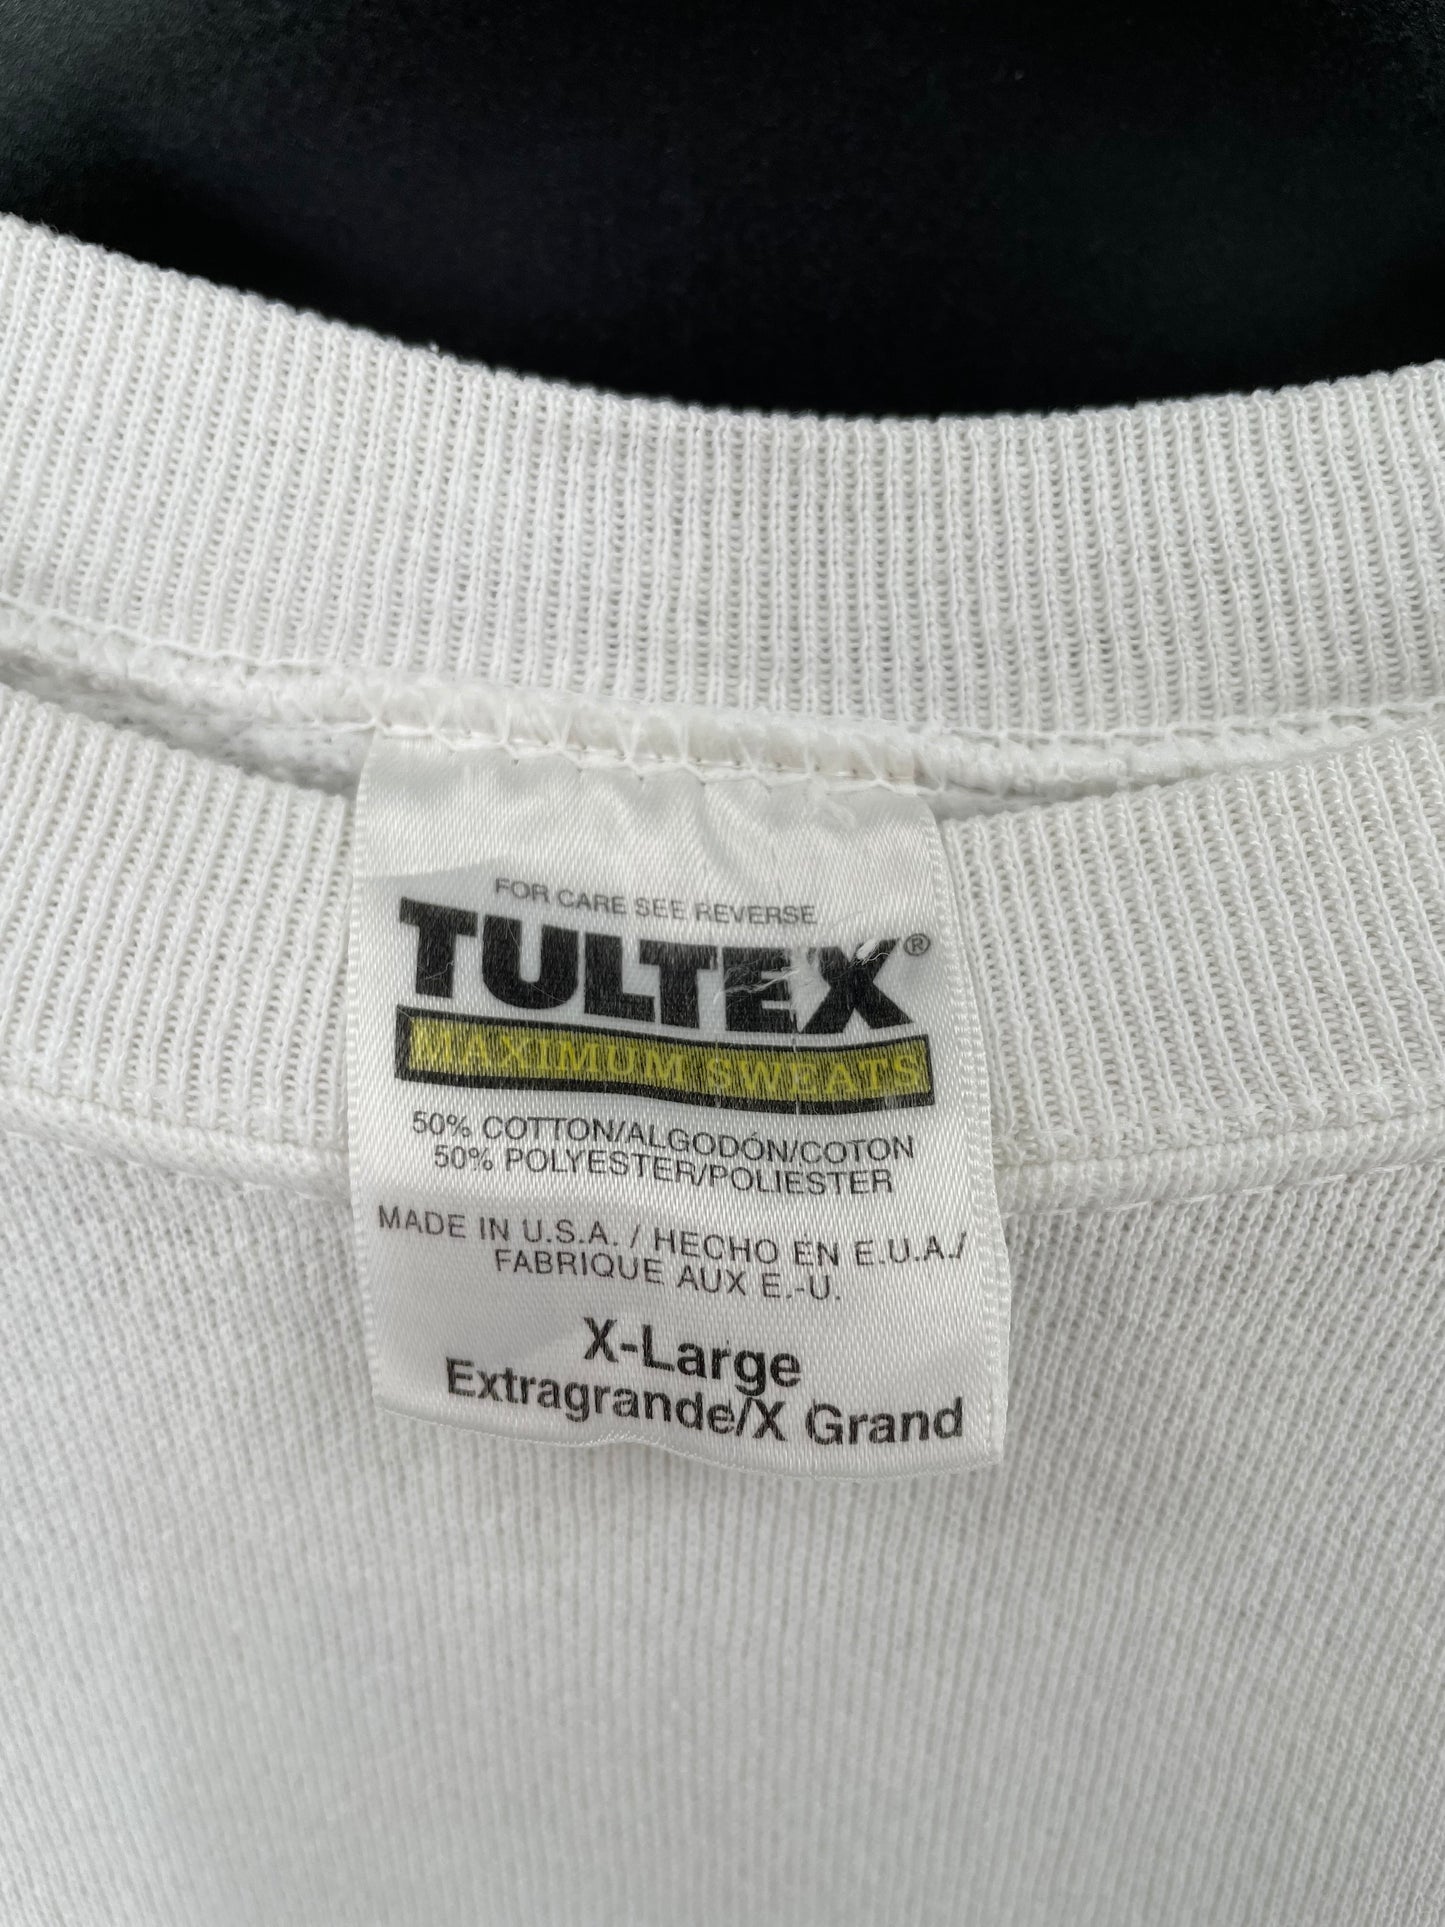 FOR CARE SEE REVERSE
TULTEX®
MAXIMUM SWEATS
50% COTTON/ALGODÓN/COTON
50% POLYESTER/POLIESTER
MADE IN U.S.A. / HECHO EN E.U.A./
FABRIQUE AUX E.-U.
X-Large
Extragrande/X Grand